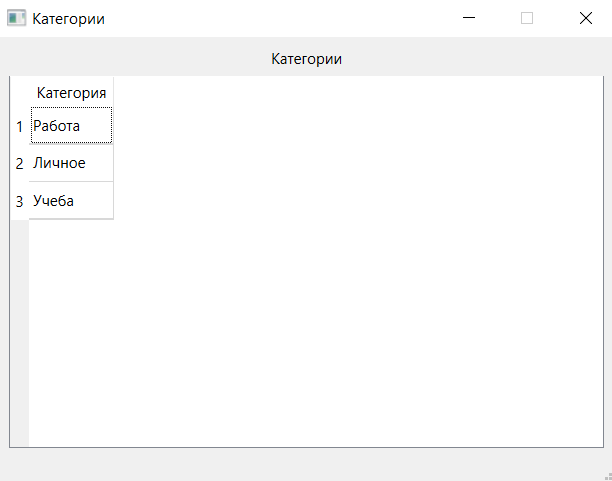 Категории
Категории
Категория
1 Работа
2 Личное
3 Учеба